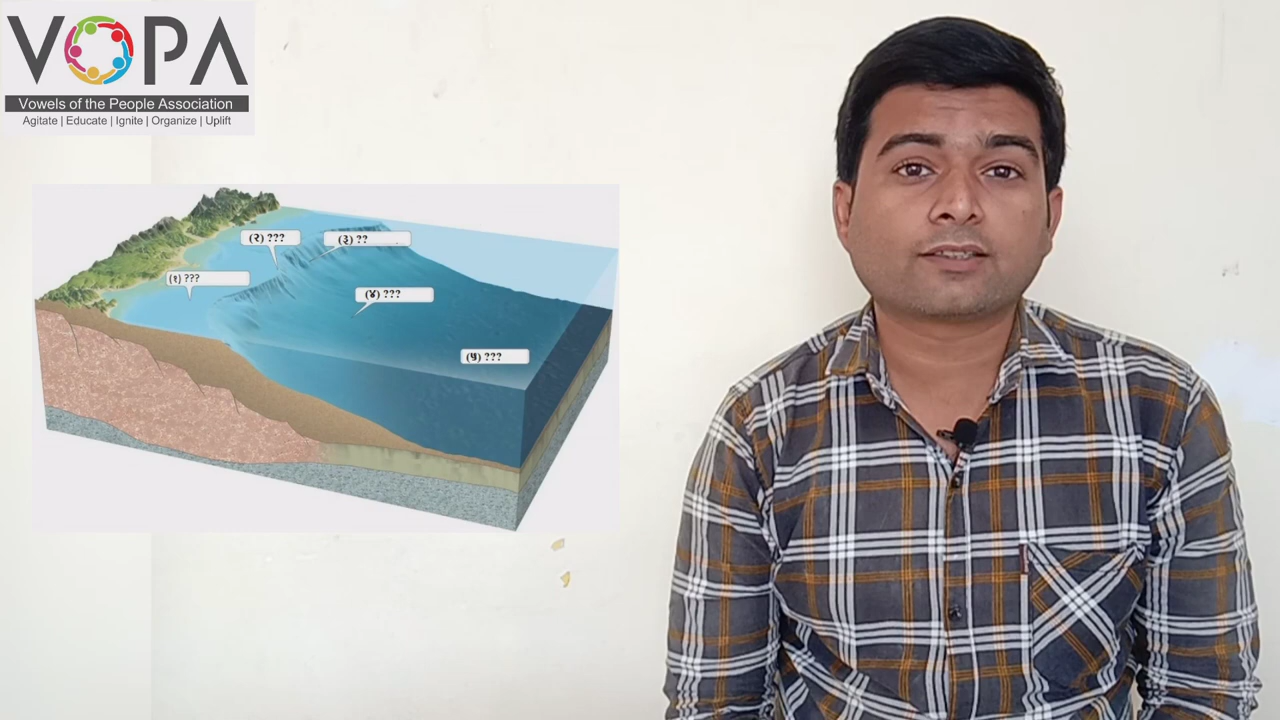 VOPA
Vowels of the People Association
Agitate | Educate | Ignite | Organize | Uplift
(२) ???
(३) ??
(१) ???
(४) ???
(५) ???